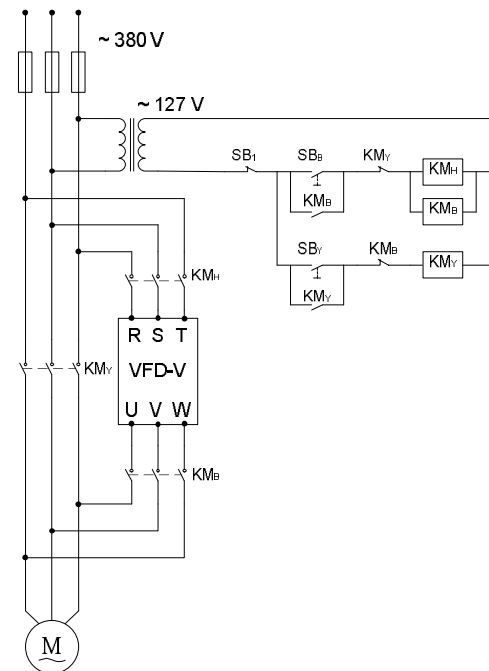 ~ 380 V
~ 127 V
SB1 SBB KMY KMH
KMB KMB
SBY KMB KMY
KMY
KMH
R S T
VFD-V
U V W
KMY
KMB
M
~